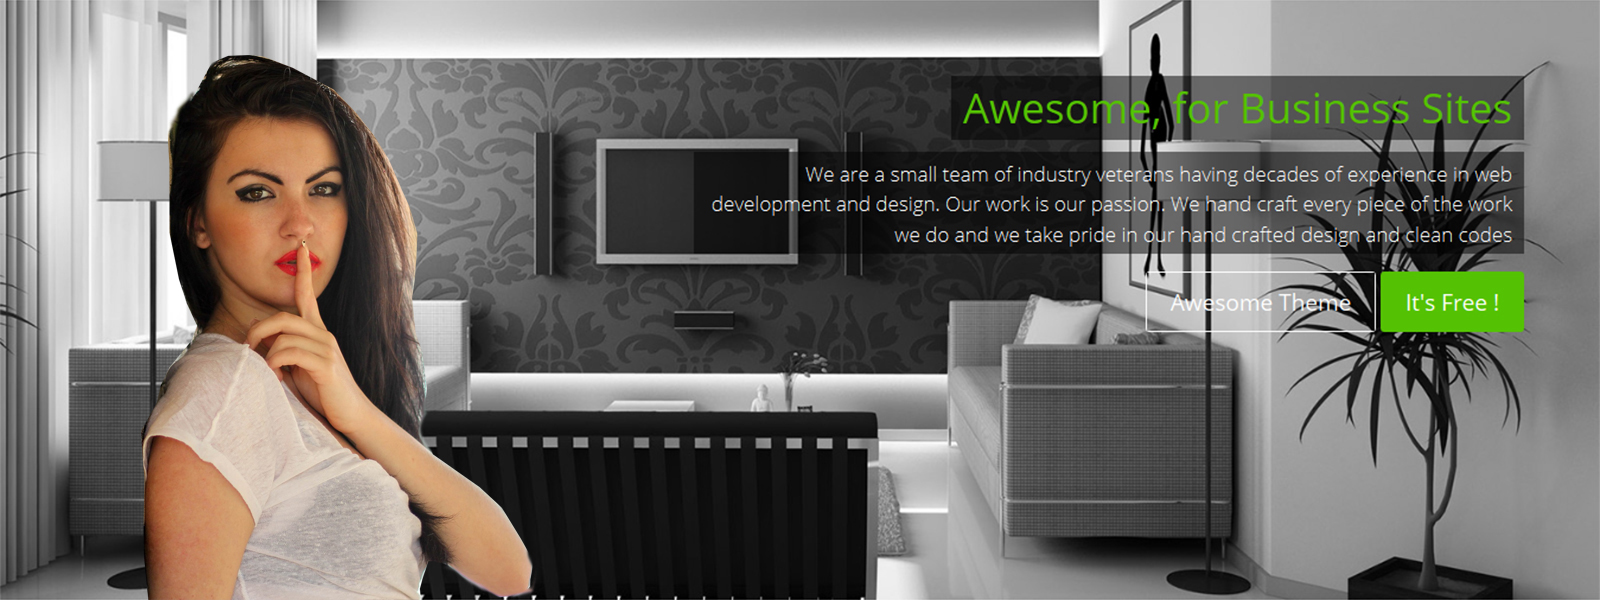 Awesome, for Business Sites
We are a small team of industry veterans having decades of experience in web
development and design. Our work is our passion. We hand craft every piece of the work
we do and we take pride in our hand crafted design and clean codes
Awesome Theme
It's Free !